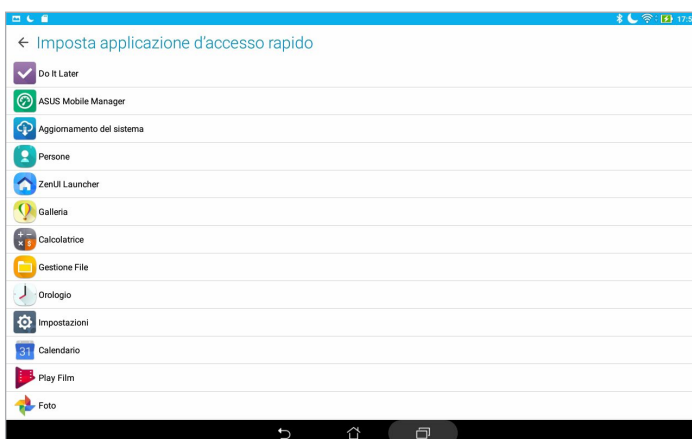 17:5
Imposta applicazione d'accesso rapido
Do It Later
ASUS Mobile Manager
Aggiornamento del sistema
Persone
ZenUI Launcher
Galleria
Calcolatrice
Gestione File
Orologio
Impostazioni
31
Calendario
Play Film
Foto